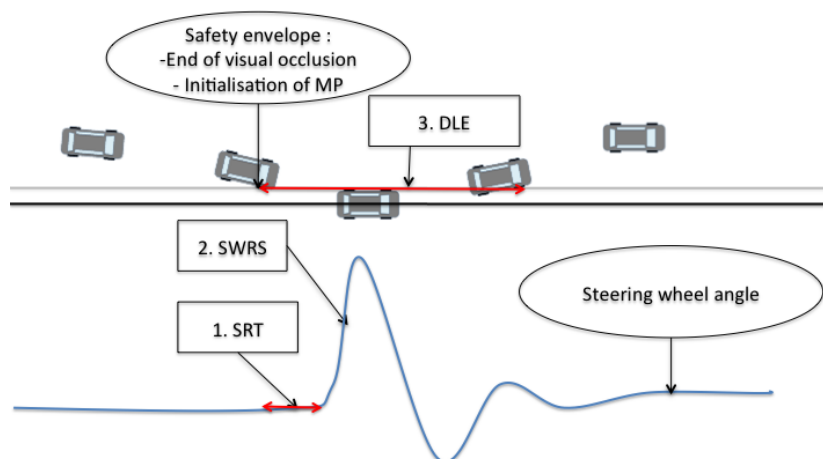 Safety envelope :
-End of visual occlusion
- Initialisation of MP
3. DLE
2. SWRS
Steering wheel angle
1. SRT